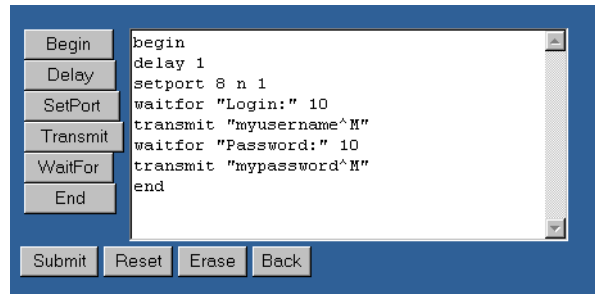 Begin
Delay
SetPort
Transmit
WaitFor
End
begin
delay 1
setport 8 n 1
waitfor "Login:" 10
transmit "myusername^M"
waitfor "Password:" 10
transmit "mypassword^M"
end
Submit Reset Erase Back